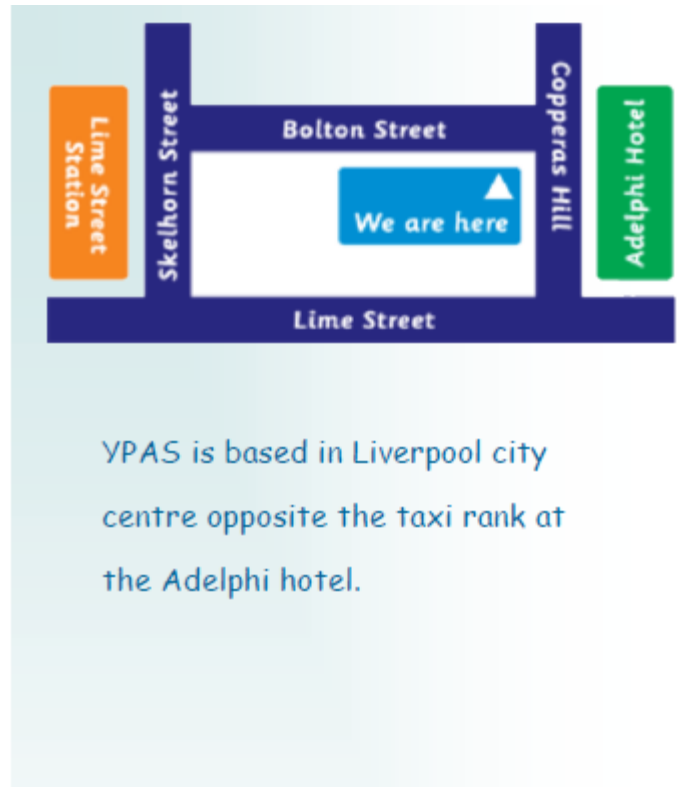 Lime Street
Station
Skelhorn Street
Bolton Street
Copperas Hill
Adelphi Hotel
We are here
Lime Street
YPAS is based in Liverpool city
centre opposite the taxi rank at
the Adelphi hotel.